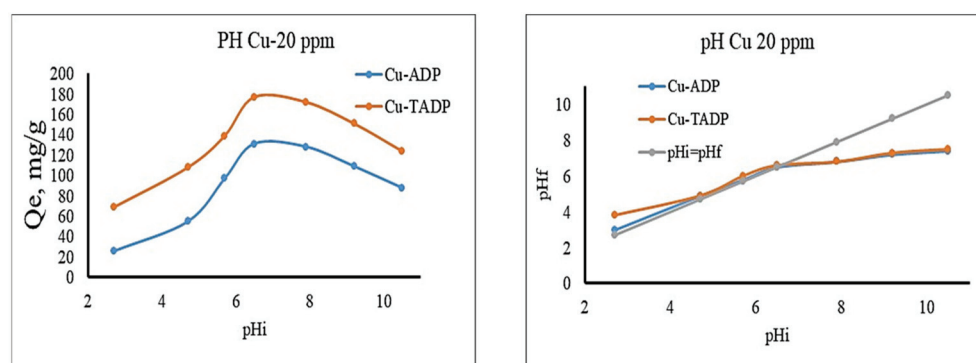 PH Cu-20 ppm
Cu-ADP
Cu-TADP
Qe, mg/g
200
180
160
140
120
100
80
60
40
20
0
2 4 6 8 10
pHi
pH Cu 20 ppm
Cu-ADP
Cu-TADP
pHi=pHf
pHf
10
8
6
4
2
0
2 4 6 8 10
pHi